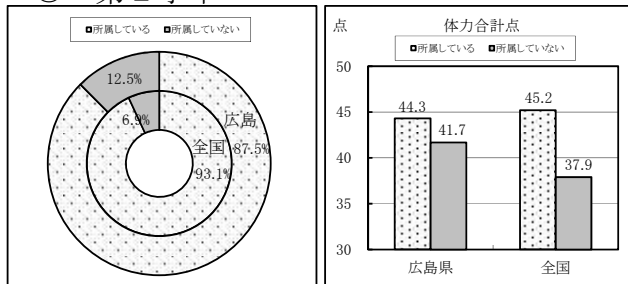 所属している 所属していない
12.5%
6.9%
広島
87.5%
全国
93.1%
点 体力合計点
所属している 所属していない
50
45
40
35
30
44.3
41.7
45.2
37.9
広島県 全国